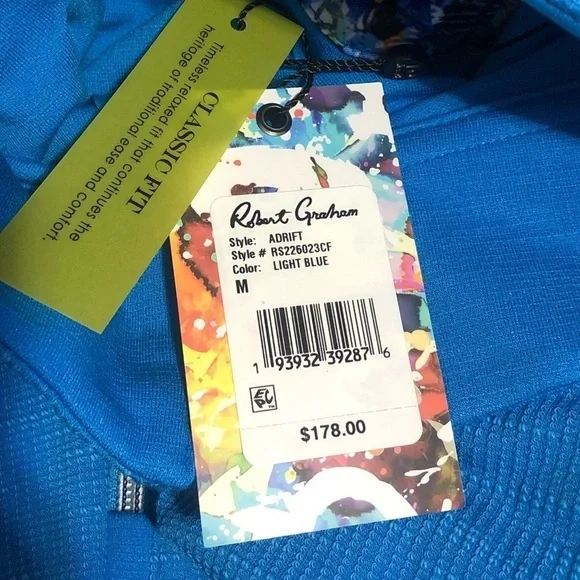 CLASSIC FIT
Timeless relaxed fit that continues the
heritage of traditional ease and comfort.
Robert Graham
Style: ADRIFT
Style # RS226023CF
Color: LIGHT BLUE
M
1 93932 39287 6
$178.00